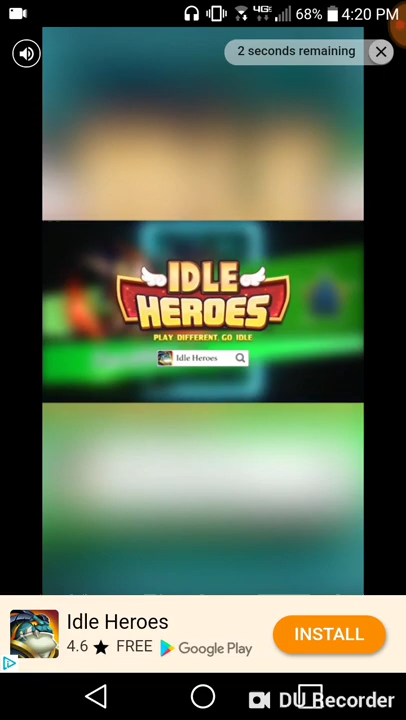 4G 68% 4:20 PM
2 seconds remaining
IDLE
HEROES
PLAY DIFFERENT, GO IDLE
Idle Heroes
Idle Heroes
4.6 ★ FREE Google Play
INSTALL
DU Recorder